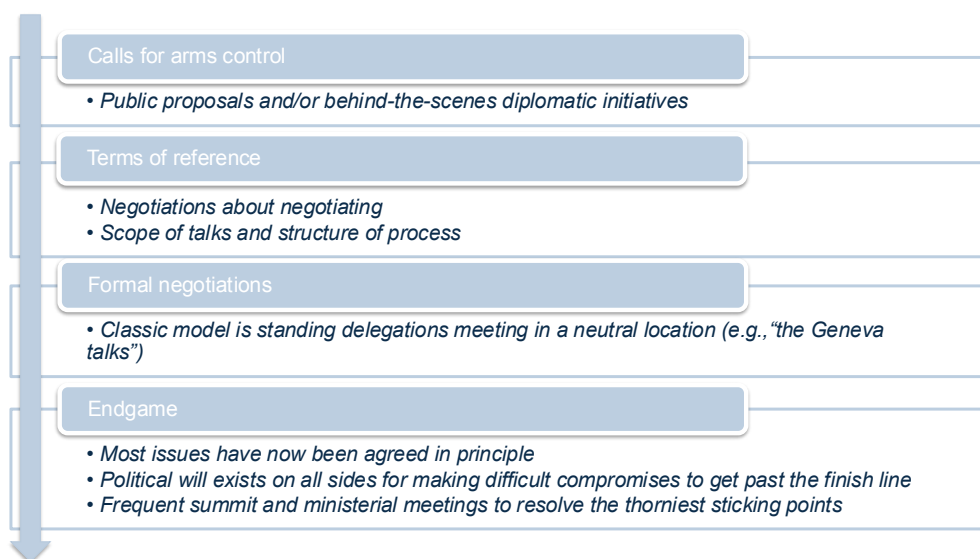 Calls for arms control
• Public proposals and/or behind-the-scenes diplomatic initiatives
Terms of reference
• Negotiations about negotiating
• Scope of talks and structure of process
Formal negotiations
• Classic model is standing delegations meeting in a neutral location (e.g.,“the Geneva
talks”)
Endgame
• Most issues have now been agreed in principle
• Political will exists on all sides for making difficult compromises to get past the finish line
• Frequent summit and ministerial meetings to resolve the thorniest sticking points